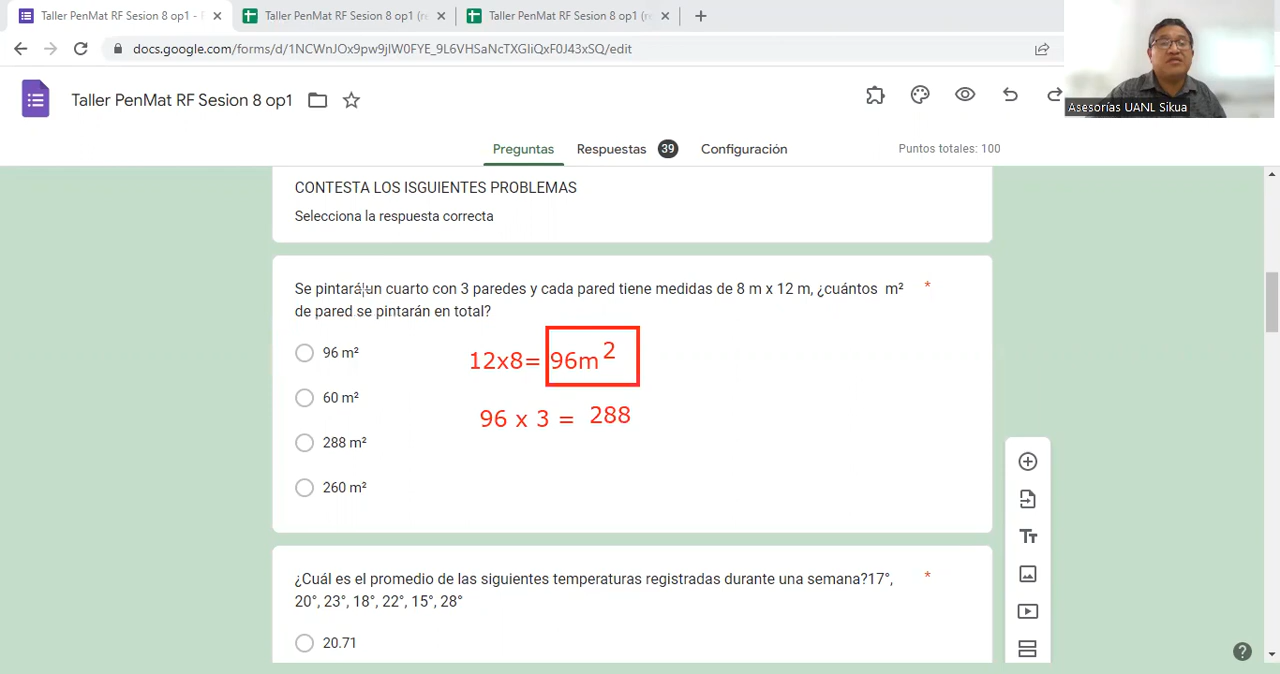 Taller PenMat RF Sesion 8 op1 - F
Taller PenMat RF Sesion 8 op1 (re
Taller PenMat RF Sesion 8 op1 (re
docs.google.com/forms/d/1NCWnJOx9pw9jIW0FYE_9L6VHSaNcTXGIiQxF0J43xSQ/edit
Taller PenMat RF Sesion 8 op1
Asesorías UANL Sikua
Preguntas Respuestas 39 Configuración Puntos totales: 100
CONTESTA LOS ISGUIENTES PROBLEMAS
Selecciona la respuesta correcta
Se pintará un cuarto con 3 paredes y cada pared tiene medidas de 8 m x 12 m, ¿cuántos m² *
de pared se pintarán en total?
96 m²
12x8= 96m²
60 m²
96 x 3 = 288
288 m²
260 m²
Tт
¿Cuál es el promedio de las siguientes temperaturas registradas durante una semana?17°, *
20°, 23°, 18°, 22°, 15°, 28°
20.71